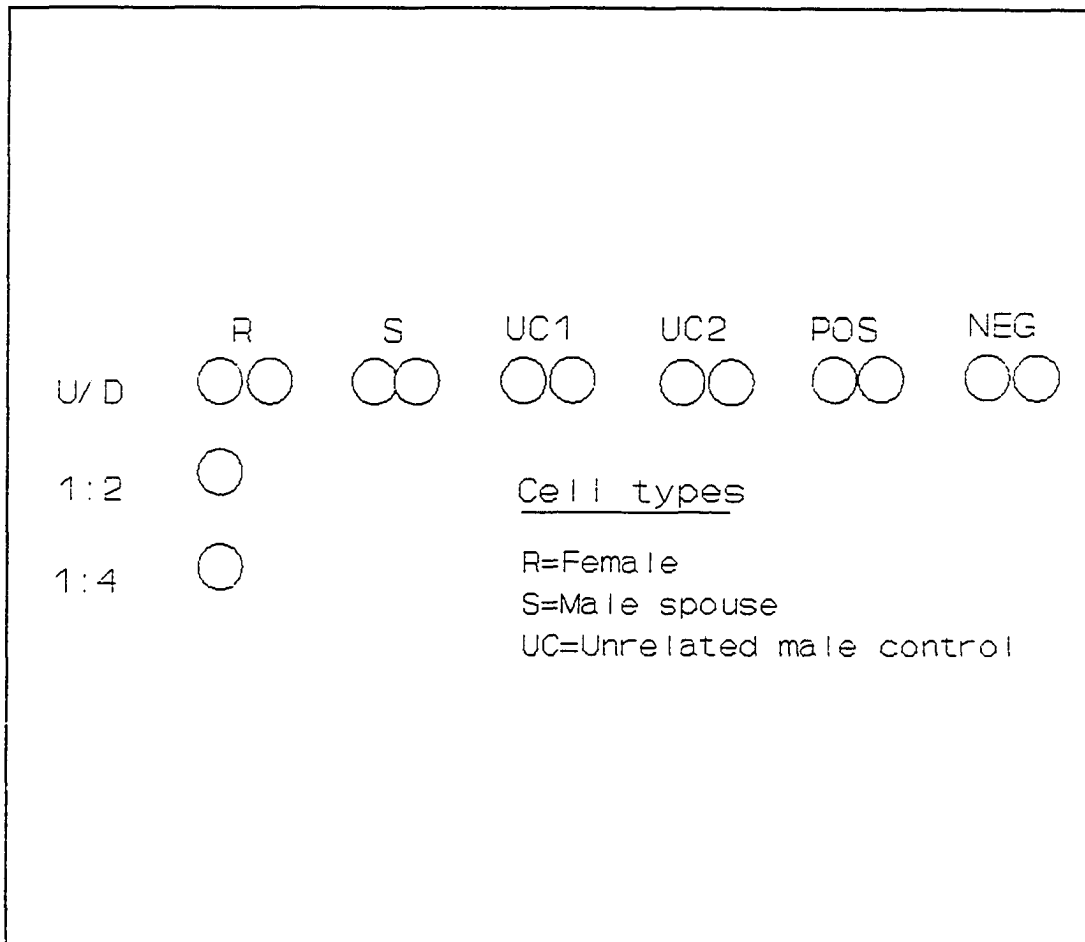 R S UC1 UC2 POS NEG
U/D
1:2
1:4
Cell types
R=Female
S=Male spouse
UC=Unrelated male control